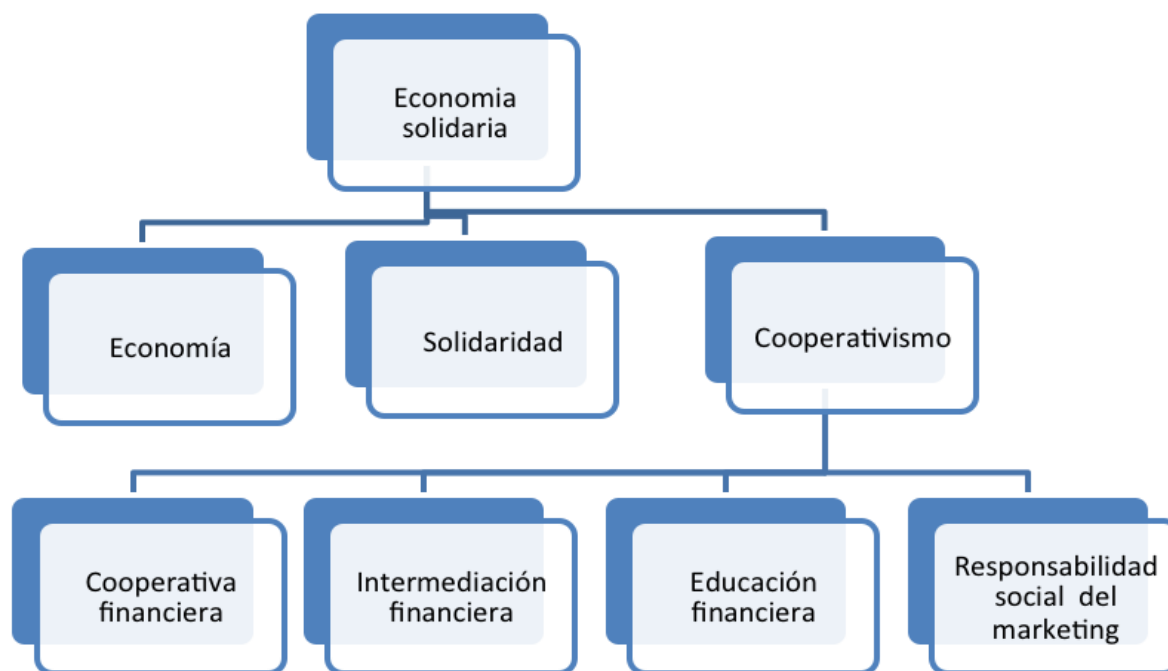 Economia
solidaria
Economía
Solidaridad
Cooperativismo
Cooperativa
financiera
Intermediación
financiera
Educación
financiera
Responsabilidad
social del
marketing